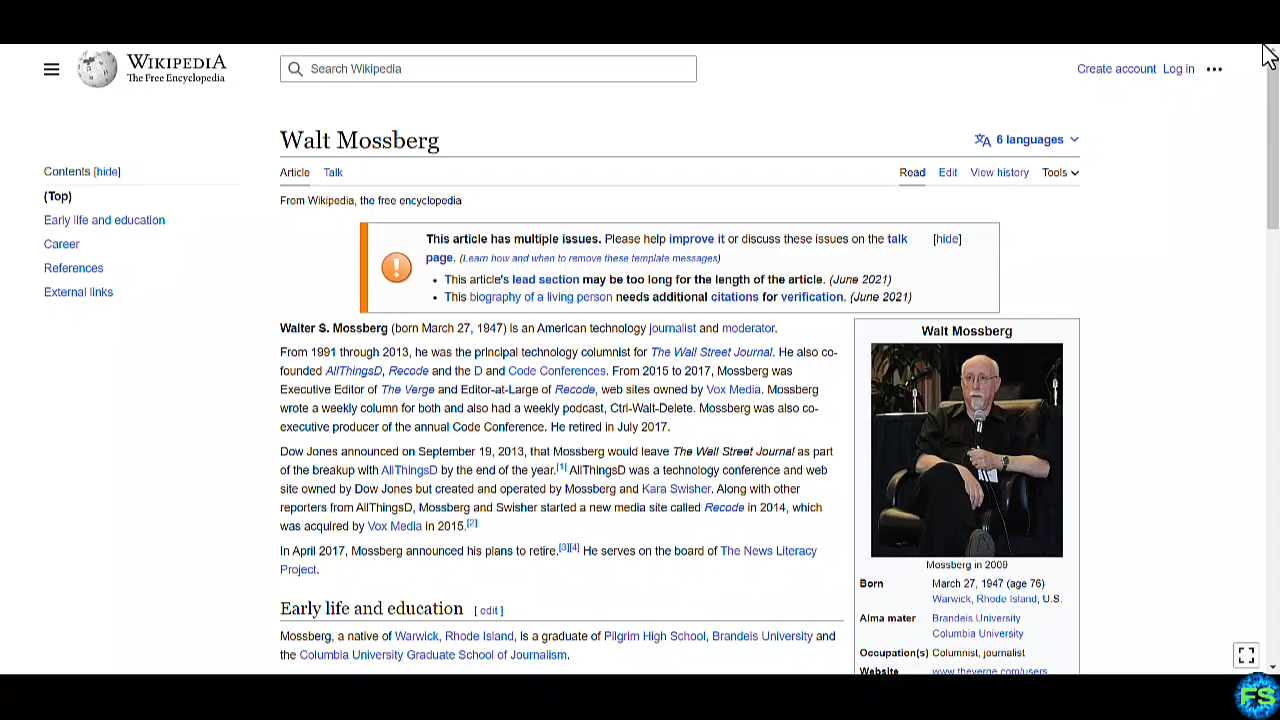 WIKIPEDIA
The Free Encyclopedia
Search Wikipedia
Create account Log in
Walt Mossberg
6 languages
Contents [hide]
(Top)
Early life and education
Career
References
External links
Article Talk
Read Edit View history Tools
From Wikipedia, the free encyclopedia
This article has multiple issues. Please help improve it or discuss these issues on the talk [hide]
page. (Learn how and when to remove these template messages)
• This article's lead section may be too long for the length of the article. (June 2021)
• This biography of a living person needs additional citations for verification. (June 2021)
Walter S. Mossberg (born March 27, 1947) is an American technology journalist and moderator.
From 1991 through 2013, he was the principal technology columnist for The Wall Street Journal. He also co-
founded AllThingsD, Recode and the D and Code Conferences. From 2015 to 2017, Mossberg was
Executive Editor of The Verge and Editor-at-Large of Recode, web sites owned by Vox Media. Mossberg
wrote a weekly column for both and also had a weekly podcast, Ctrl-Walt-Delete. Mossberg was also co-
executive producer of the annual Code Conference. He retired in July 2017.
Dow Jones announced on September 19, 2013, that Mossberg would leave The Wall Street Journal as part
of the breakup with AllThingsD by the end of the year.[1] AllThingsD was a technology conference and web
site owned by Dow Jones but created and operated by Mossberg and Kara Swisher. Along with other
reporters from AllThingsD, Mossberg and Swisher started a new media site called Recode in 2014, which
was acquired by Vox Media in 2015.[2]
In April 2017, Mossberg announced his plans to retire.[3][4] He serves on the board of The News Literacy
Project.
Early life and education [ edit ]
Mossberg, a native of Warwick, Rhode Island, is a graduate of Pilgrim High School, Brandeis University and
the Columbia University Graduate School of Journalism.
Walt Mossberg
Mossberg in 2009
Born March 27, 1947 (age 76)
Warwick, Rhode Island, U.S.
Alma mater Brandeis University
Columbia University
Occupation(s) Columnist, journalist
Website www.theverge.com/users
FS